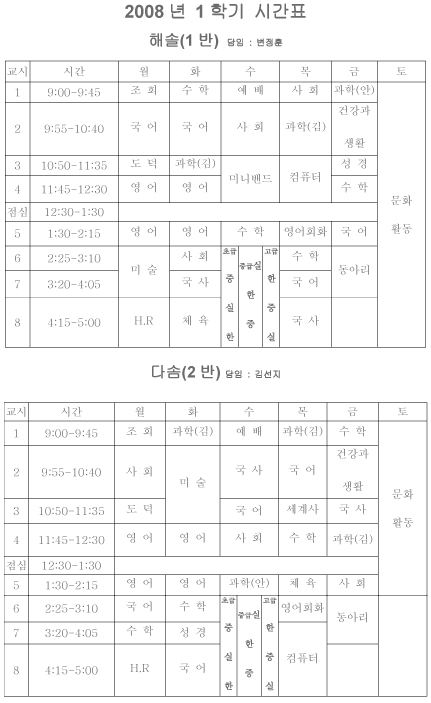 2008 년 1 학기 시간표
해솔(1 반) 담임 : 변정훈
교시 시간 월 화 수 목 금 토
1 9:00-9:45 조 회 수 학 예 배 사 회 과학(안)
2 9:55-10:40 국 어 국 어 사 회 과학(김) 건강과 생활
3 10:50-11:35 도 덕 과학(김) 미니밴드 컴퓨터 성 경 문화 활동
4 11:45-12:30 영 어 영 어 수 학
점심 12:30-1:30
5 1:30-2:15 영 어 영 어 수 학 영어회화 국 어
6 2:25-3:10 미 술 사 회 초급중실한 중급실한중 고급한중실 수 학 동아리
7 3:20-4:05 국 사 국 어
8 4:15-5:00 H.R 체 육 국 사
다솜(2 반) 담임 : 김선지
교시 시간 월 화 수 목 금 토
1 9:00-9:45 조 회 과학(김) 예 배 과학(김) 수 학
2 9:55-10:40 사 회 미 술 국 사 국 어 건강과 생활
3 10:50-11:35 도 덕 국 어 세계사 국 사 문화 활동
4 11:45-12:30 영 어 영 어 사 회 수 학 과학(김)
점심 12:30-1:30
5 1:30-2:15 영 어 영 어 과학(안) 체 육 사 회
6 2:25-3:10 국 어 수 학 초급중실한 중급실한중 고급한중실 영어회화 동아리
7 3:20-4:05 수 학 성 경 컴퓨터
8 4:15-5:00 H.R 국 어